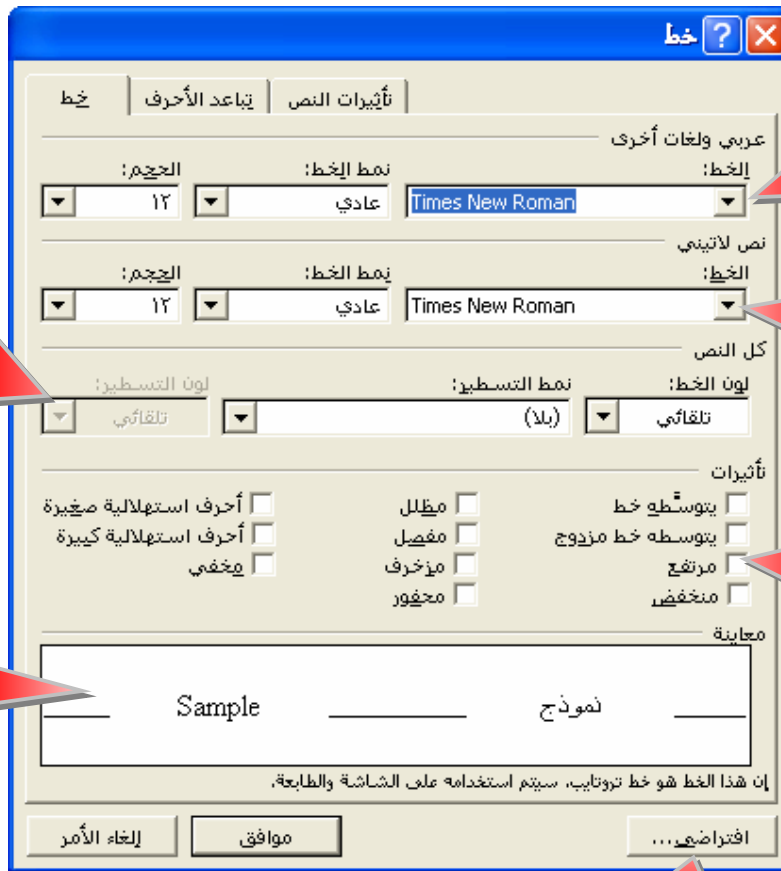 خط
خط تباعد الأحرف تأثيرات النص
عربي ولغات أخرى
الخط: نمط الخط: الحجم:
Times New Roman عادي ١٢
نص لاتيني
الخط: نمط الخط: الحجم:
Times New Roman عادي ١٢
كل النص
لون الخط: نمط التسطير: لون التسطير:
تلقائي (بلا) تلقائي
تأثيرات
يتوسطه خط مظلل أحرف استهلالية صغيرة
يتوسطه خط مزدوج مفصل أحرف استهلالية كبيرة
مرتفع مزخرف مخفي
منخفض محفور
معاينة
نموذج Sample
إن هذا الخط هو خط تروتايب. سيتم استخدامه على الشاشة والطابعة.
افتراضي... موافق إلغاء الأمر